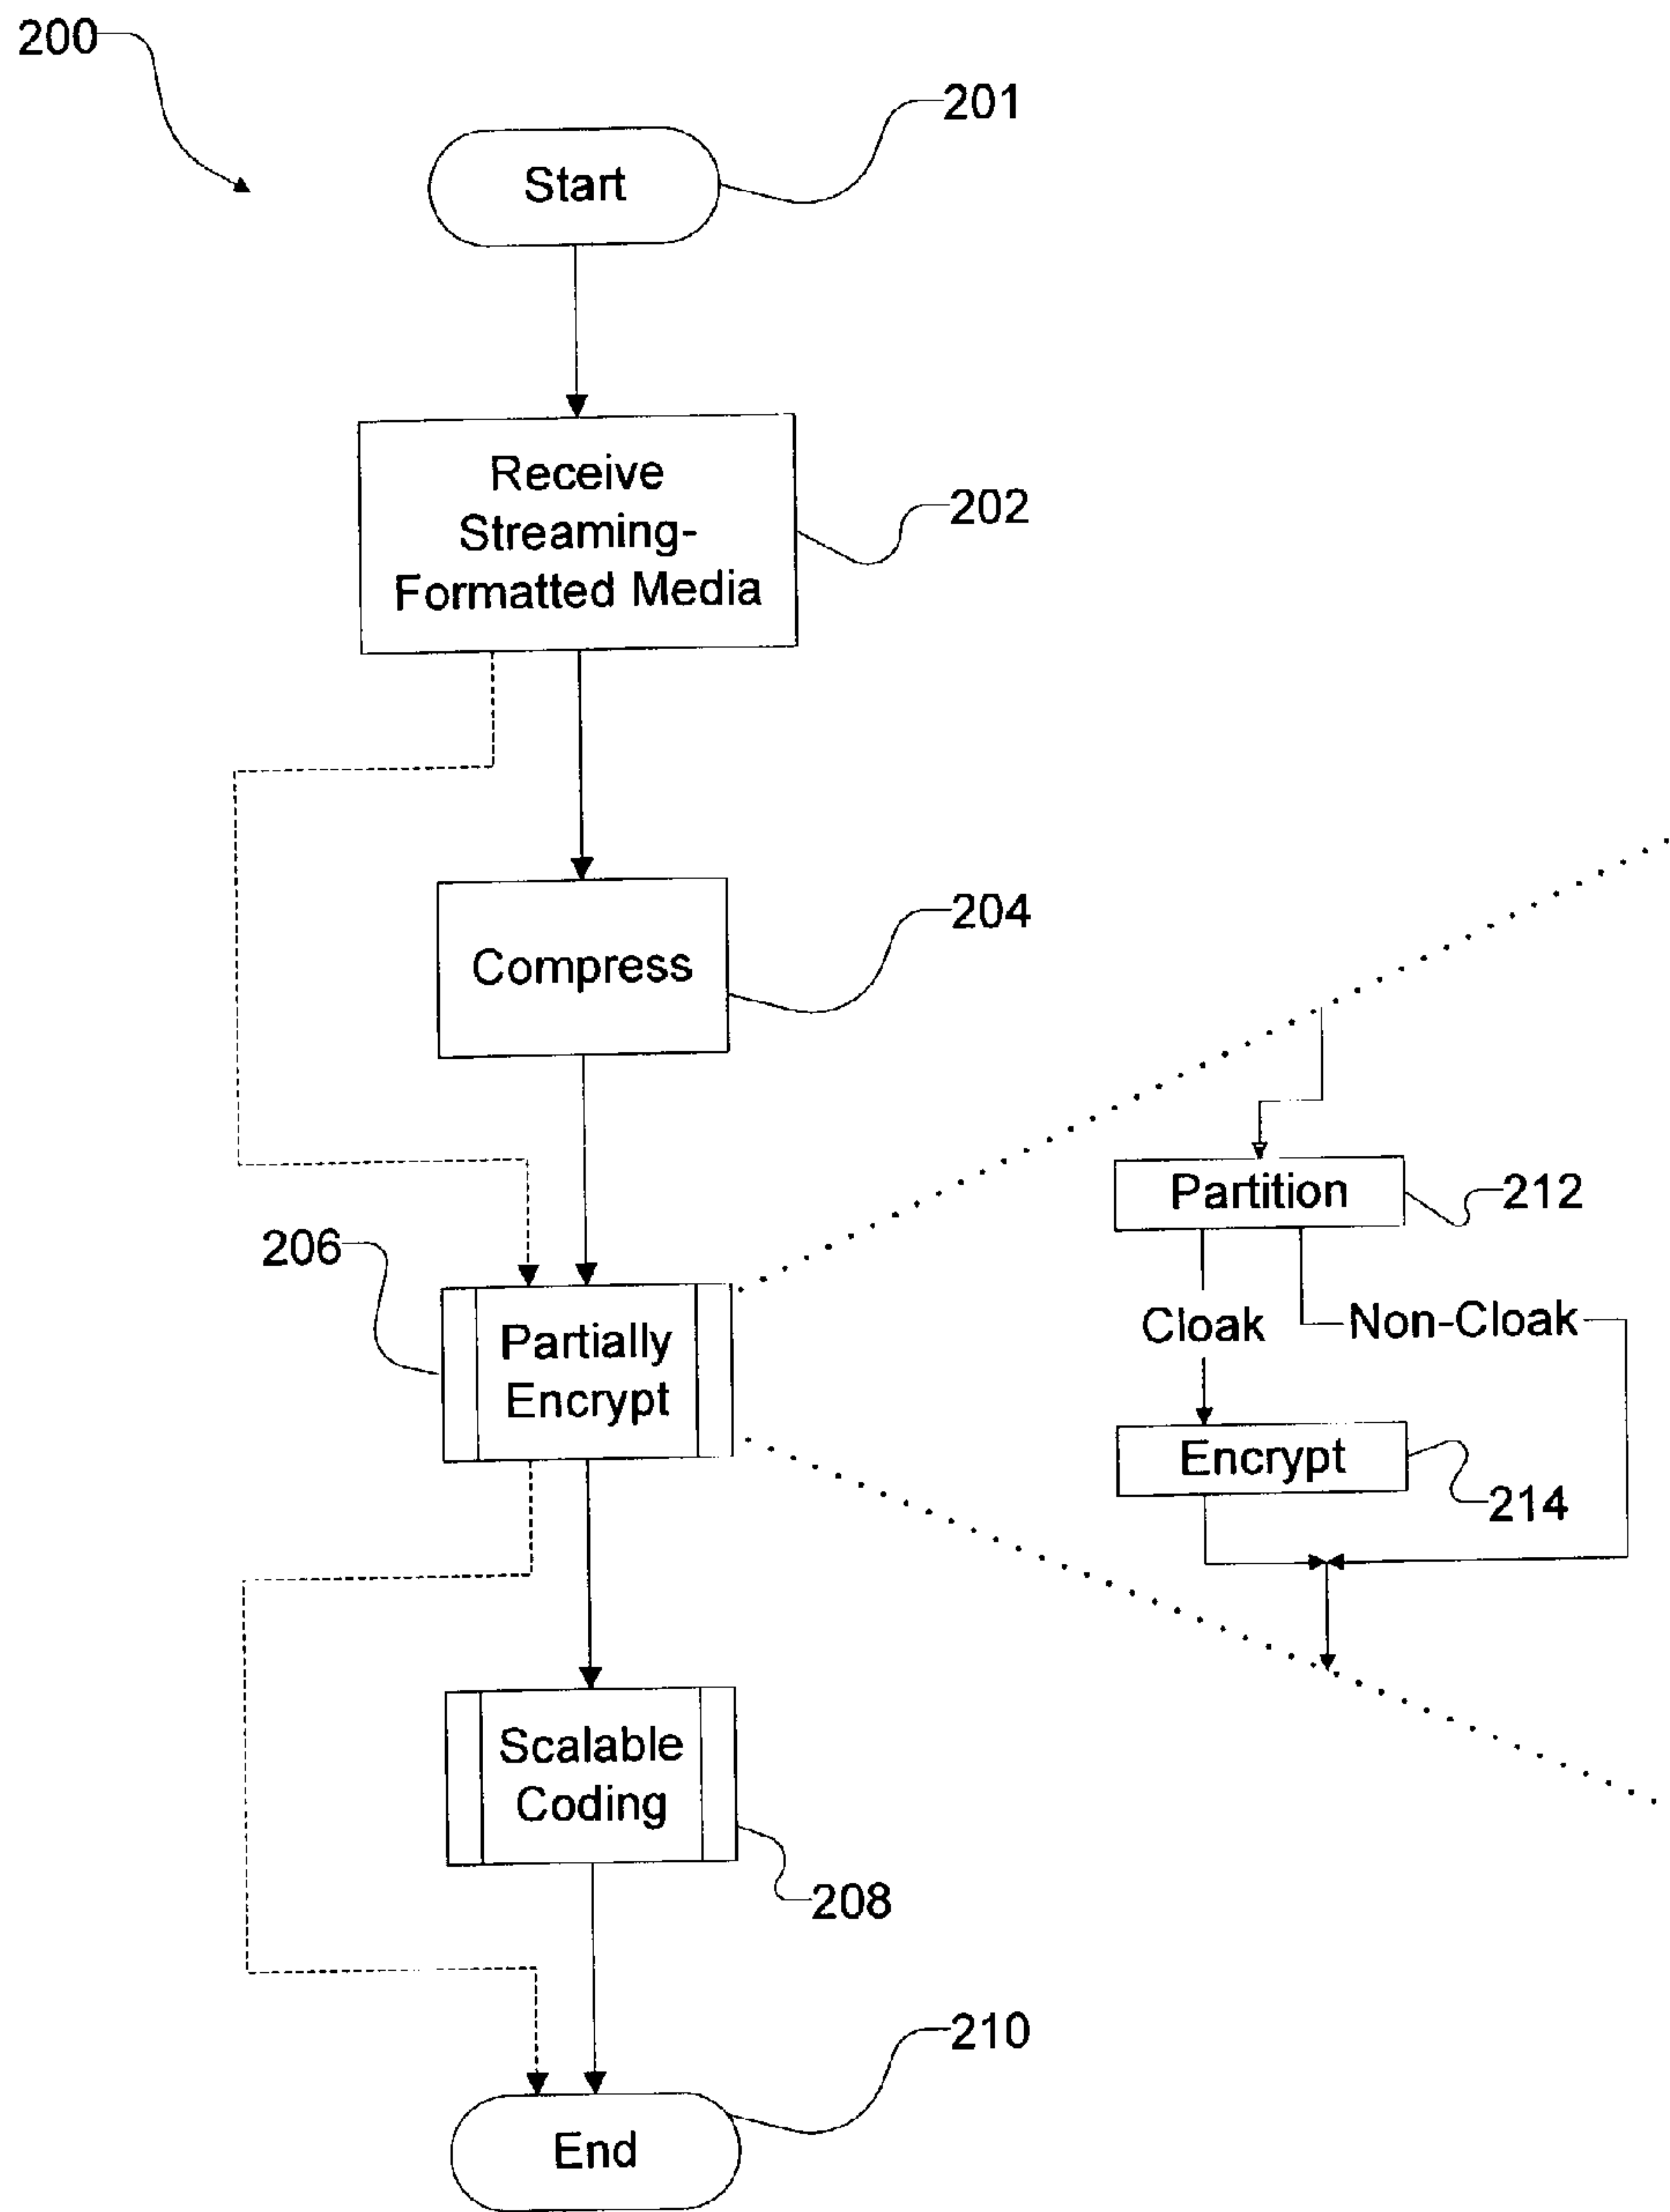 200
201
Start
Receive
Streaming-
Formatted Media
202
204
Compress
Partition
212
206
Partially
Encrypt
Cloak
Non-Cloak
Encrypt
214
Scalable
Coding
208
210
End